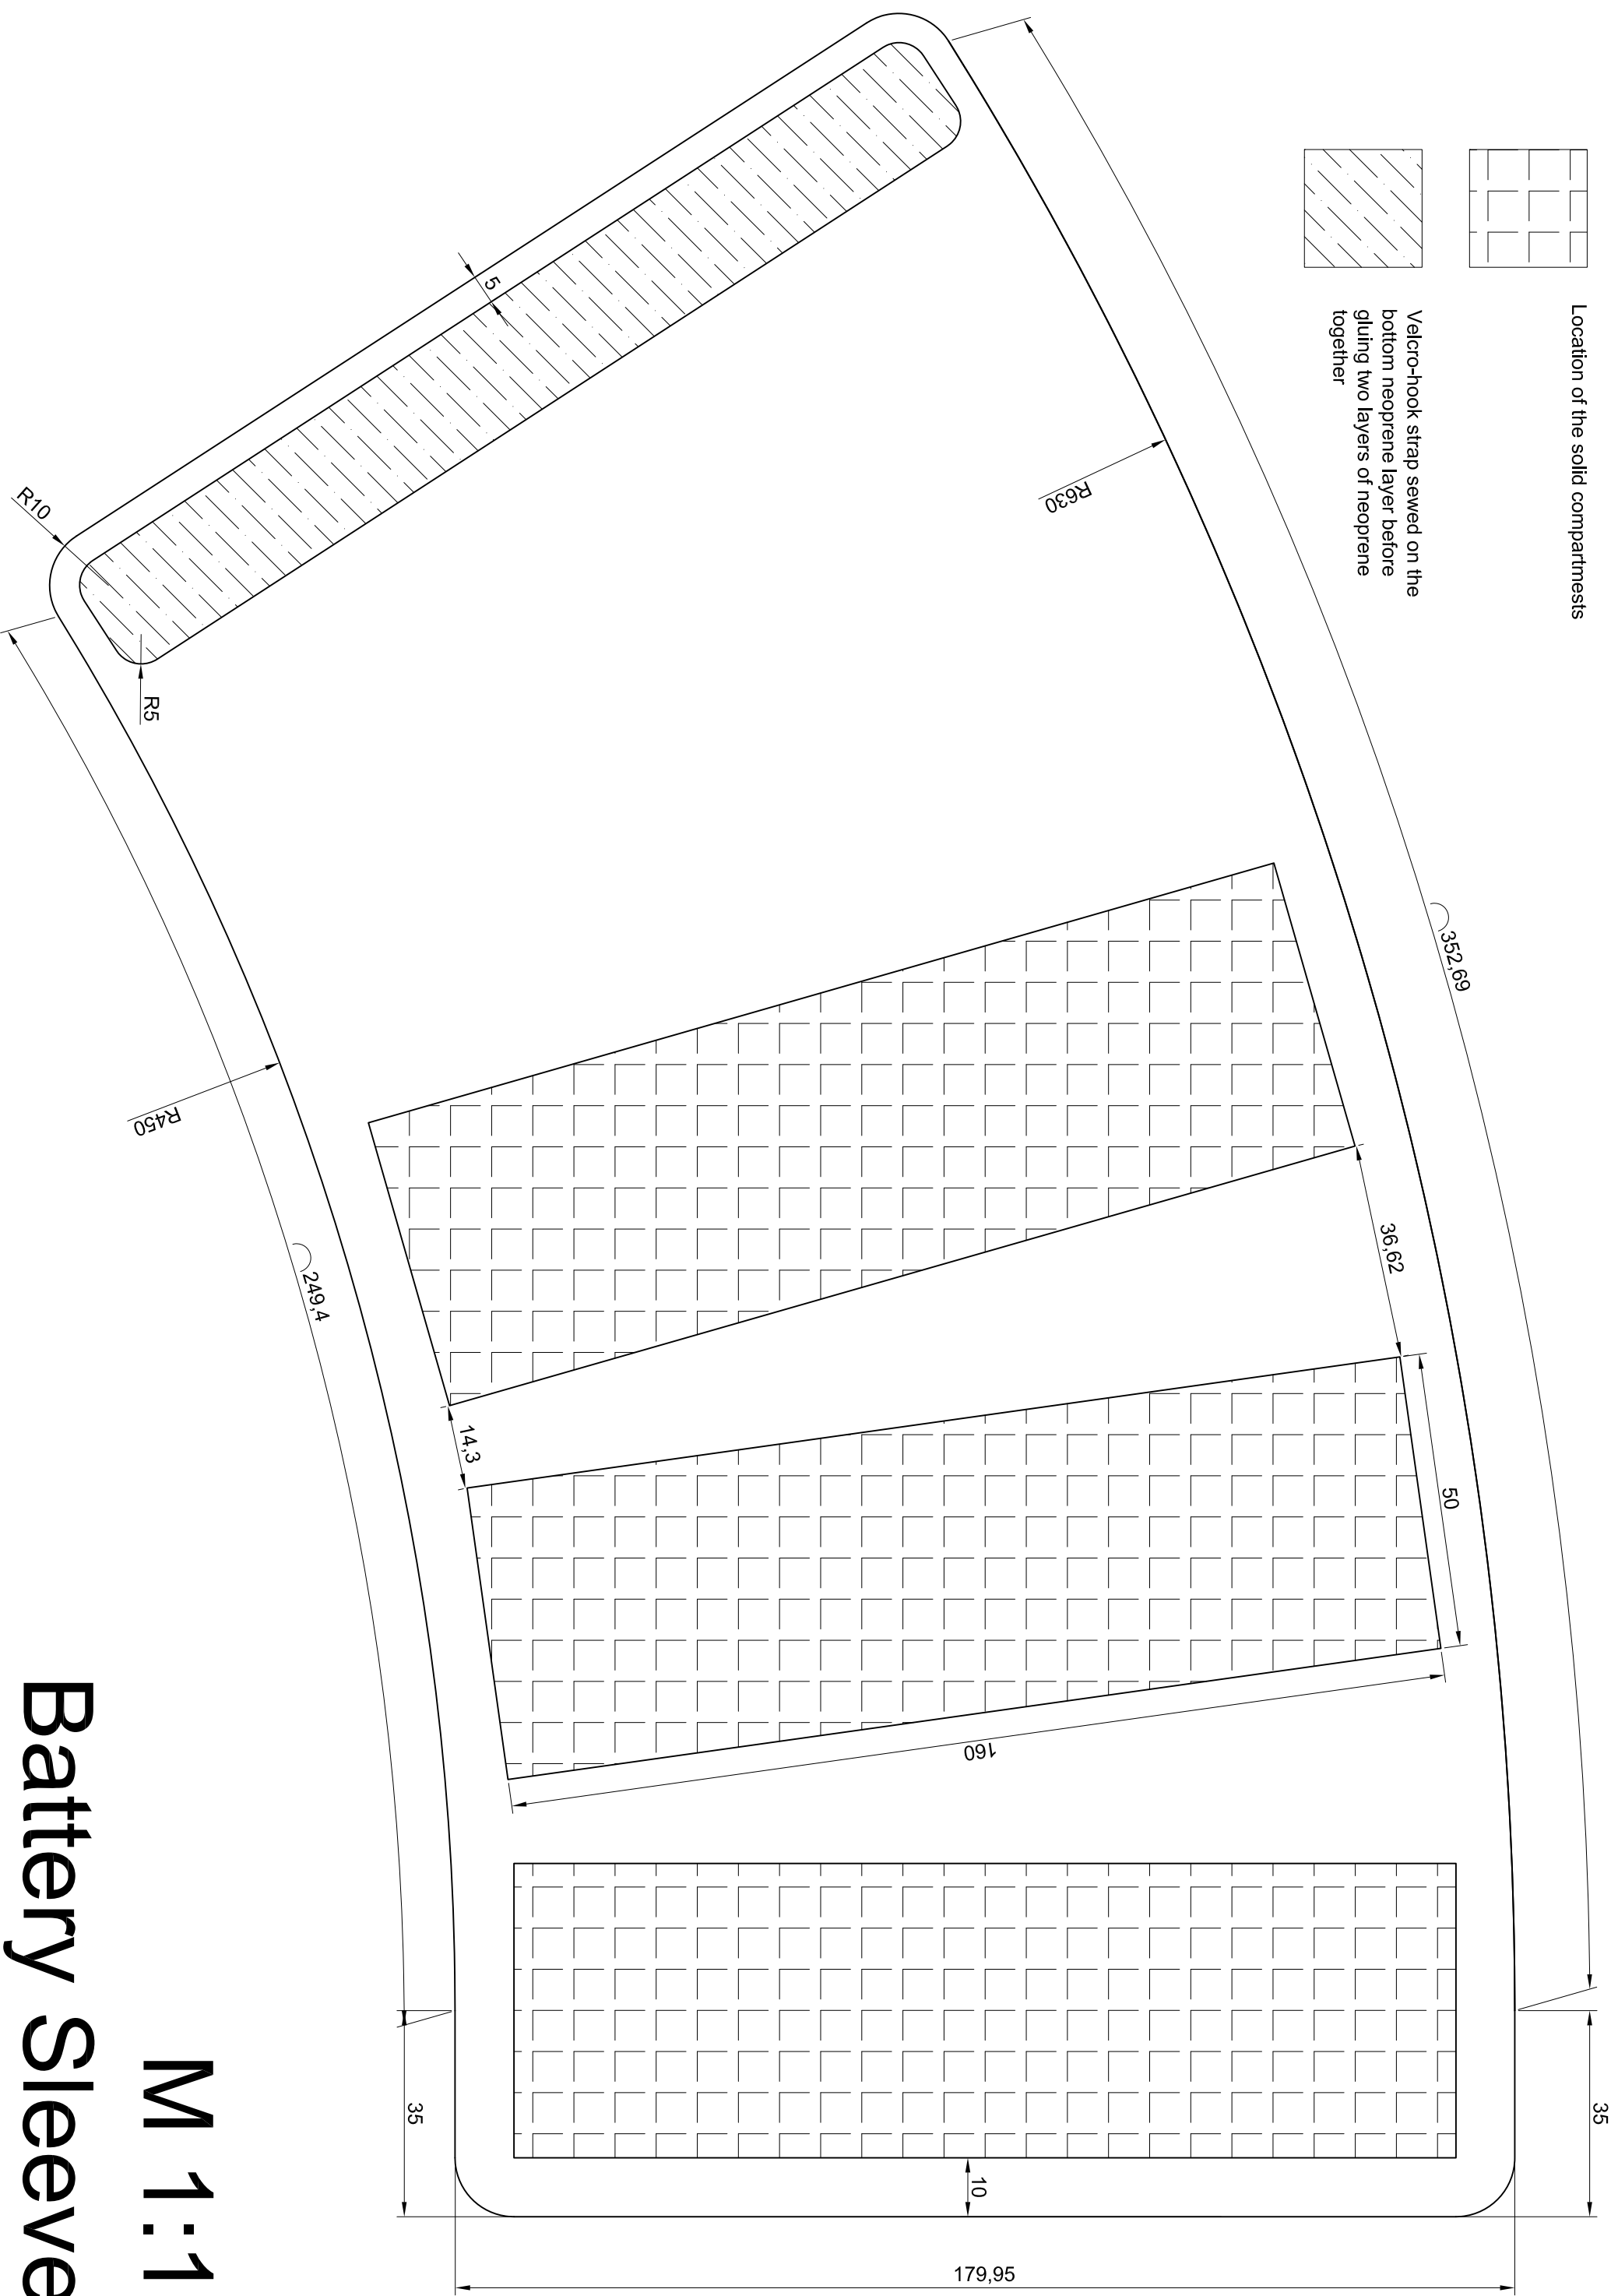 Location of the solid compartmests
Velcro-hook strap sewed on the
bottom neoprene layer before
gluing two layers of neoprene
together
352,69
R630
5
R10
R5
R450
249,4
36,62
14,3
50
160
35
35
10
179,95
M 1:1
Battery Sleeve